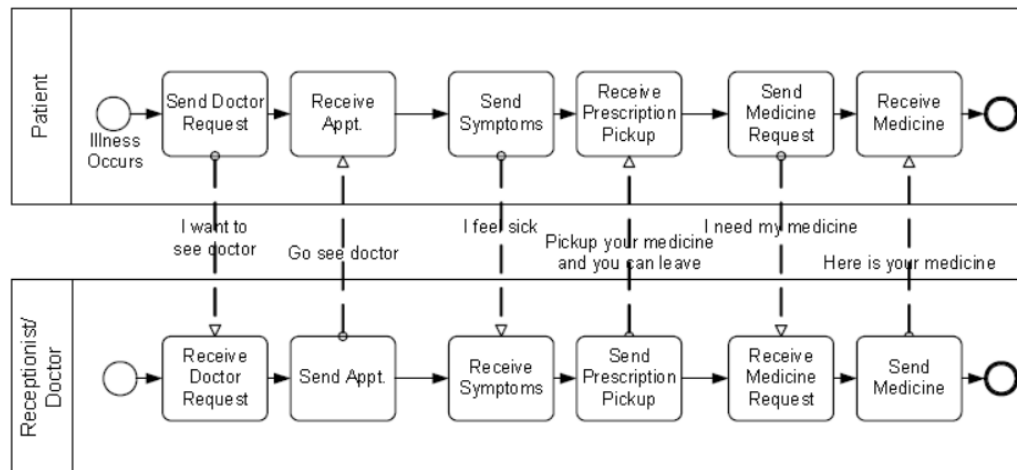 Patient
Illness
Occurs
Send Doctor
Request
Receive
Appt.
Send
Symptoms
Receive
Prescription
Pickup
Send
Medicine
Request
Receive
Medicine
I want to
see doctor
Go see doctor
I feel sick
Pickup your medicine
and you can leave
I need my medicine
Here is your medicine
Receptionist/
Doctor
Receive
Doctor
Request
Send Appt.
Receive
Symptoms
Send
Prescription
Pickup
Receive
Medicine
Request
Send
Medicine